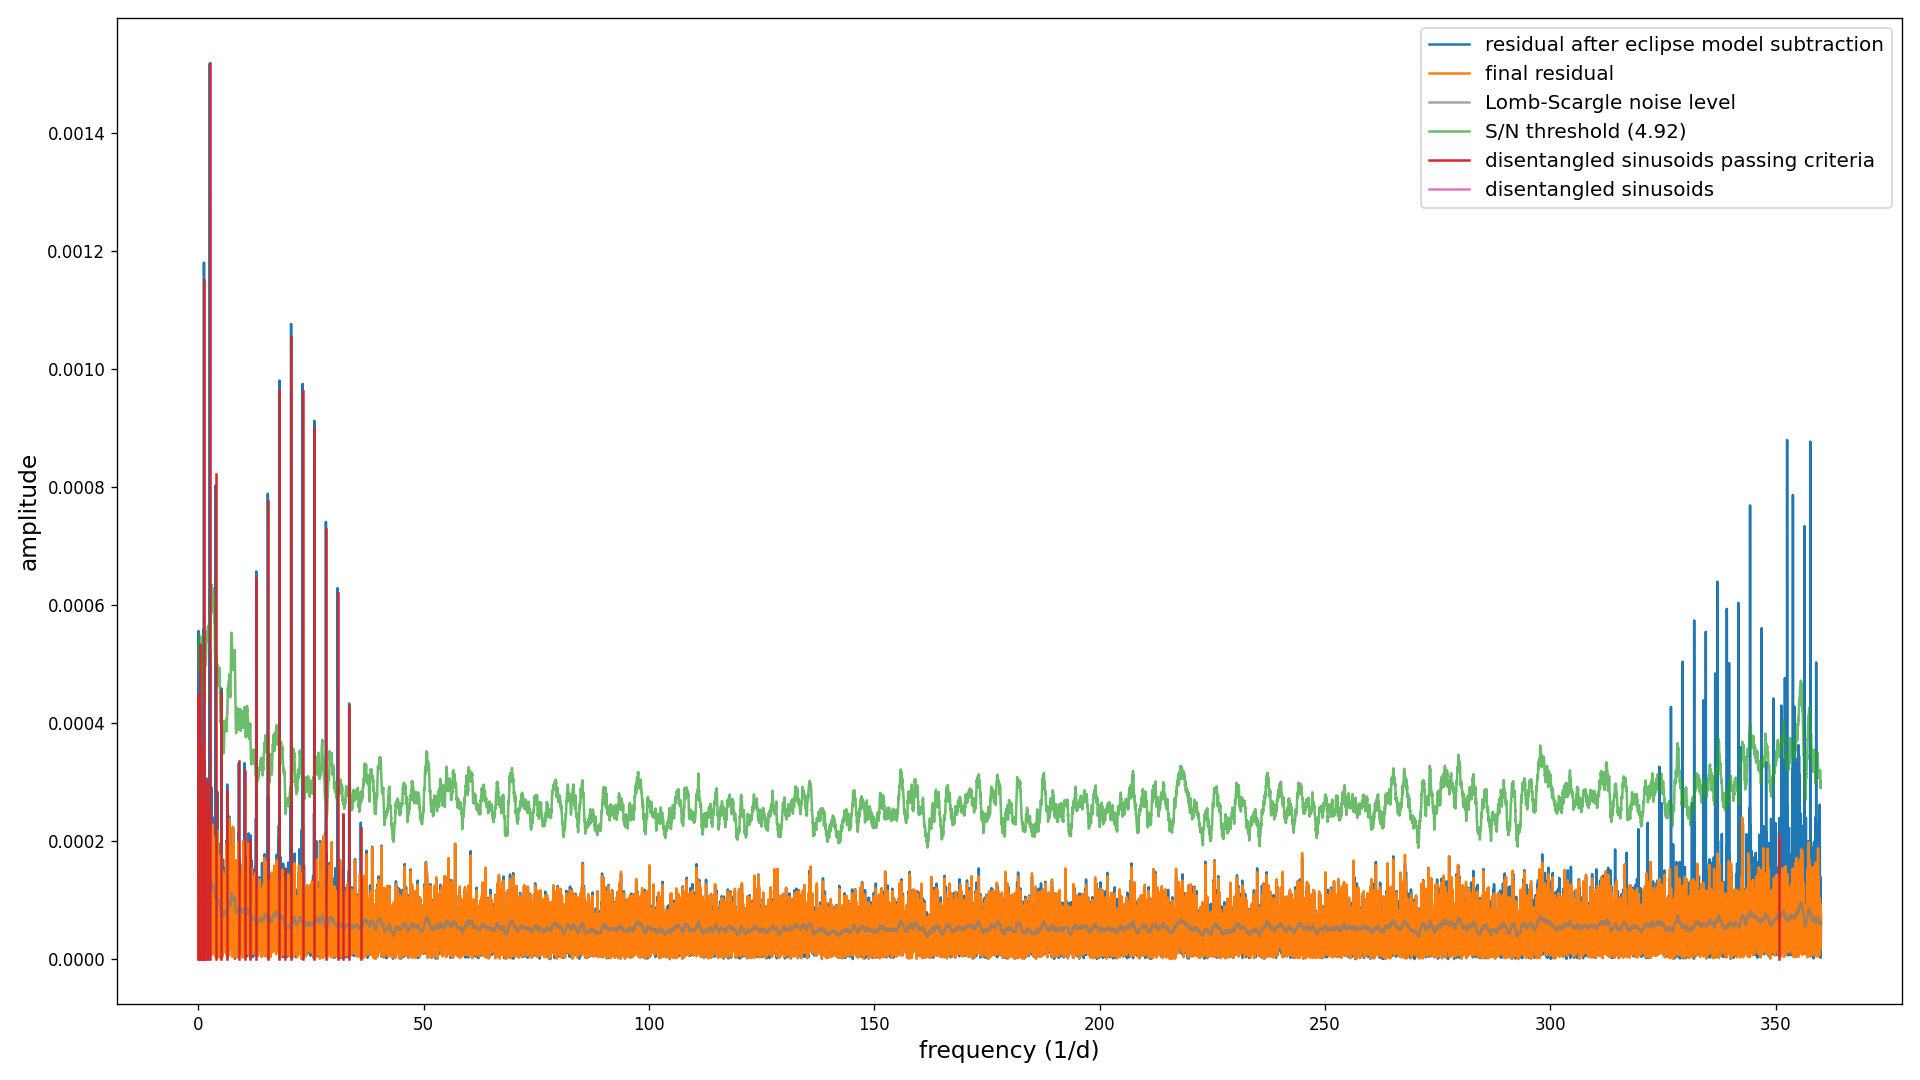 residual after eclipse model subtraction
final residual
Lomb-Scargle noise level
S/N threshold (4.92)
disentangled sinusoids passing criteria
disentangled sinusoids
amplitude
0.0014
0.0012
0.0010
0.0008
0.0006
0.0004
0.0002
0.0000
0 50 100 150 200 250 300 350
frequency (1/d)